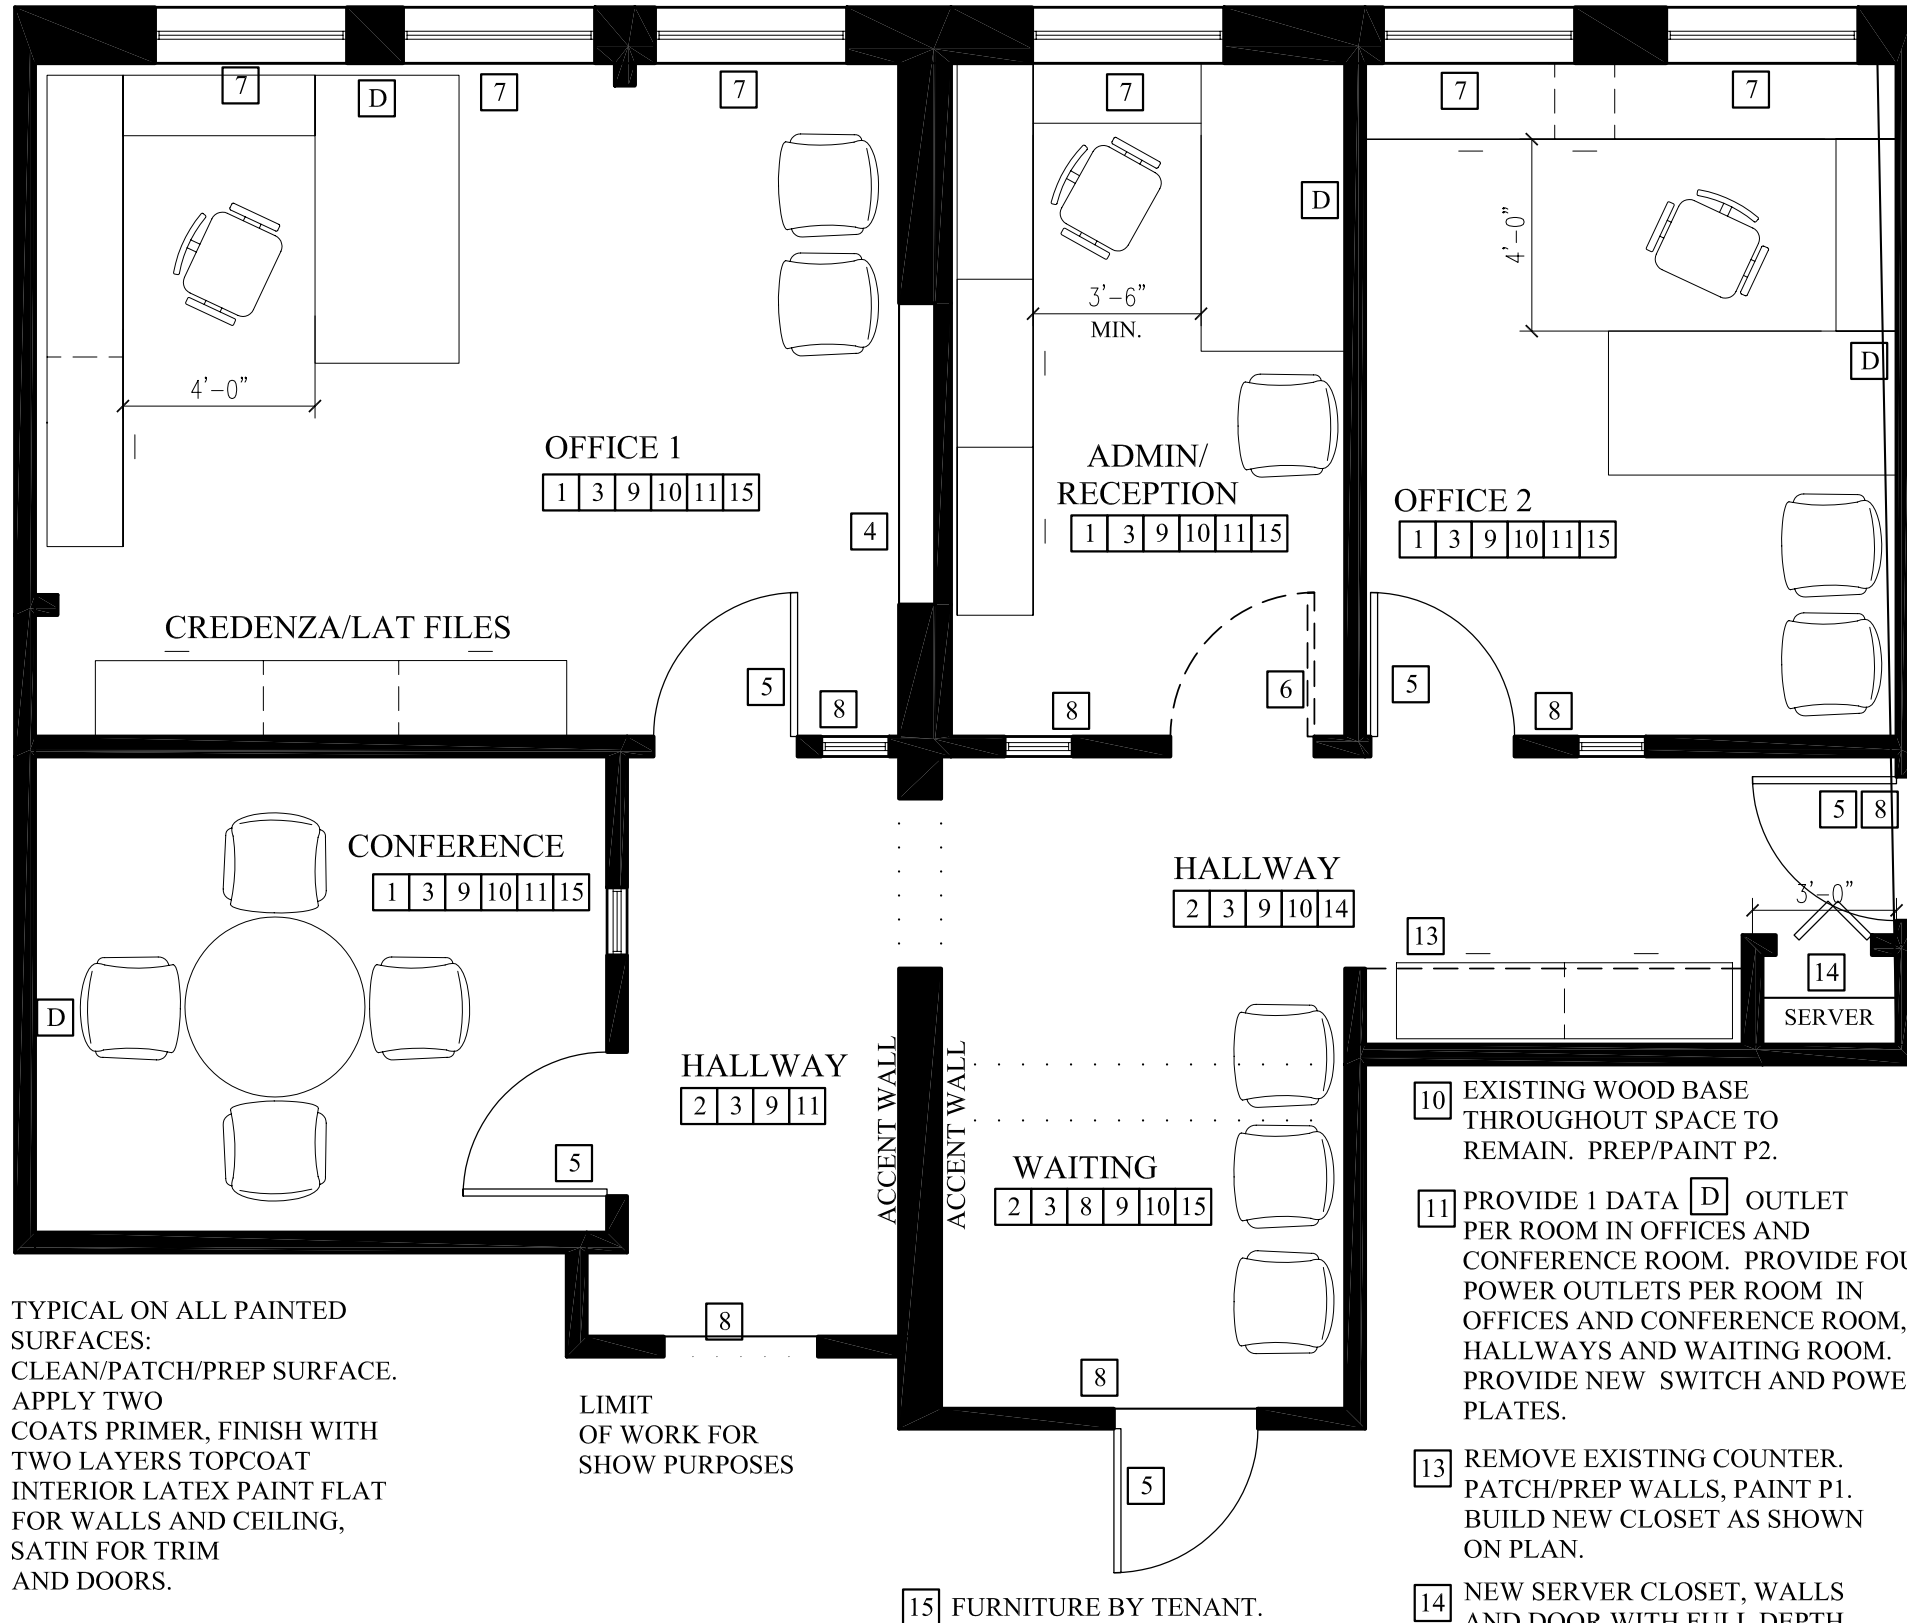 7
D
7
7
7
7
7
D
4'-0"
3'-6"
MIN.
D
4'-0"
OFFICE 1
1 3 9 10 11 15
4
ADMIN/
RECEPTION
1 3 9 10 11 15
OFFICE 2
1 3 9 10 11 15
CREDENZA/LAT FILES
5
8
8
6
5
8
5 8
CONFERENCE
1 3 9 10 11 15
HALLWAY
2 3 9 10 14
3'-0"
13
14
SERVER
D
HALLWAY
2 3 9 11
ACCENT WALL
ACCENT WALL
5
WAITING
2 3 8 9 10 15
8
8
5
TYPICAL ON ALL PAINTED
SURFACES:
CLEAN/PATCH/PREP SURFACE.
APPLY TWO
COATS PRIMER, FINISH WITH
TWO LAYERS TOPCOAT
INTERIOR LATEX PAINT FLAT
FOR WALLS AND CEILING,
SATIN FOR TRIM
AND DOORS.
LIMIT
OF WORK FOR
SHOW PURPOSES
10 EXISTING WOOD BASE
THROUGHOUT SPACE TO
REMAIN. PREP/PAINT P2.
11 PROVIDE 1 DATA D OUTLET
PER ROOM IN OFFICES AND
CONFERENCE ROOM. PROVIDE FOU
POWER OUTLETS PER ROOM IN
OFFICES AND CONFERENCE ROOM,
HALLWAYS AND WAITING ROOM.
PROVIDE NEW SWITCH AND POWE
PLATES.
13 REMOVE EXISTING COUNTER.
PATCH/PREP WALLS, PAINT P1.
BUILD NEW CLOSET AS SHOWN
ON PLAN.
14 NEW SERVER CLOSET, WALLS
AND DOOR WITH FULL DEPTH
15 FURNITURE BY TENANT.